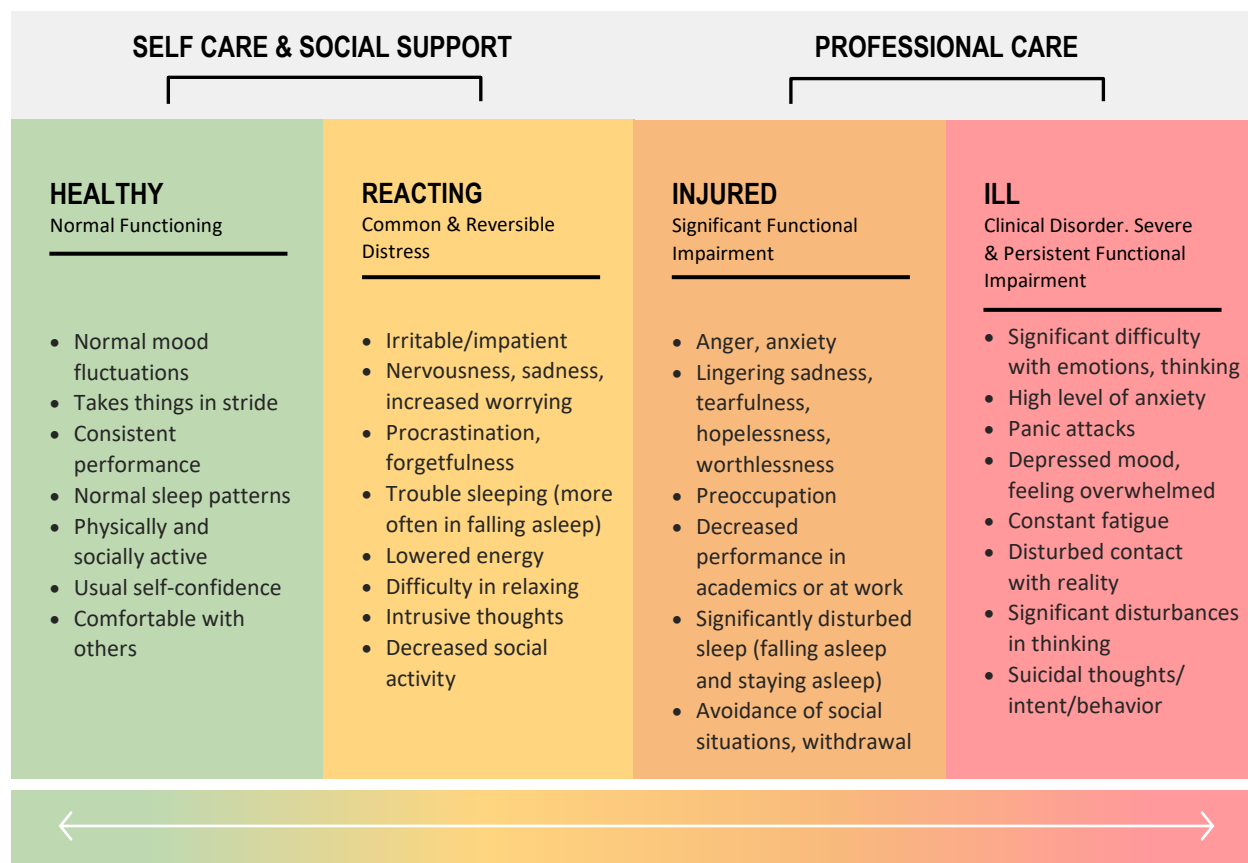 SELF CARE & SOCIAL SUPPORT
PROFESSIONAL CARE
HEALTHY
Normal Functioning
• Normal mood
fluctuations
• Takes things in stride
• Consistent
performance
• Normal sleep patterns
• Physically and
socially active
• Usual self-confidence
• Comfortable with
others
REACTING
Common & Reversible
Distress
• Irritable/impatient
• Nervousness, sadness,
increased worrying
• Procrastination,
forgetfulness
• Trouble sleeping (more
often in falling asleep)
• Lowered energy
• Difficulty in relaxing
• Intrusive thoughts
• Decreased social
activity
INJURED
Significant Functional
Impairment
• Anger, anxiety
• Lingering sadness,
tearfulness,
hopelessness,
worthlessness
• Preoccupation
• Decreased
performance in
academics or at work
• Significantly disturbed
sleep (falling asleep
and staying asleep)
• Avoidance of social
situations, withdrawal
ILL
Clinical Disorder. Severe
& Persistent Functional
Impairment
• Significant difficulty
with emotions, thinking
• High level of anxiety
• Panic attacks
• Depressed mood,
feeling overwhelmed
• Constant fatigue
• Disturbed contact
with reality
• Significant disturbances
in thinking
• Suicidal thoughts/
intent/behavior